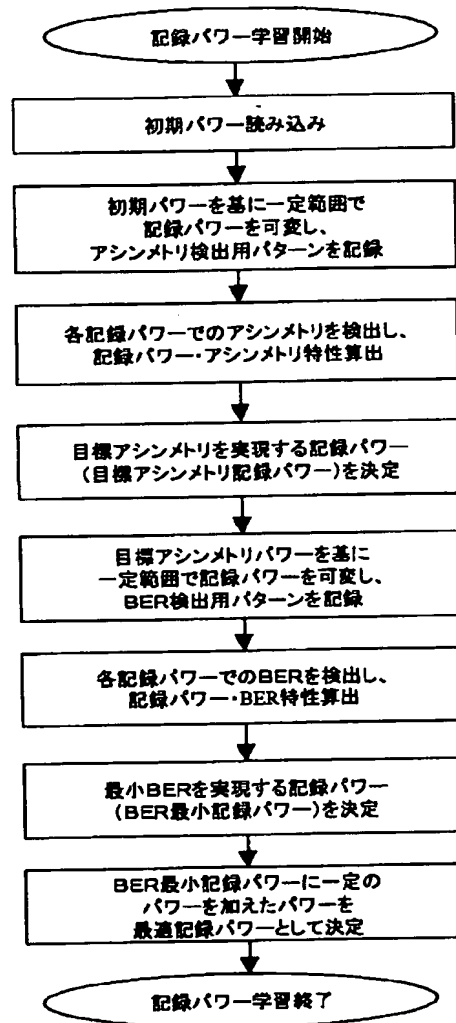 記録パワー学習開始
初期パワー読み込み
初期パワーを基に一定範囲で
記録パワーを可変し、
アシンメトリ検出用パターンを記録
各記録パワーでのアシンメトリを検出し、
記録パワー・アシンメトリ特性算出
目標アシンメトリを実現する記録パワー
(目標アシンメトリ記録パワー)を決定
目標アシンメトリパワーを基に
一定範囲で記録パワーを可変し、
BER検出用パターンを記録
各記録パワーでのBERを検出し、
記録パワー・BER特性算出
最小BERを実現する記録パワー
(BER最小記録パワー)を決定
BER最小記録パワーに一定の
パワーを加えたパワーを
最適記録パワーとして決定
記録パワー学習終了